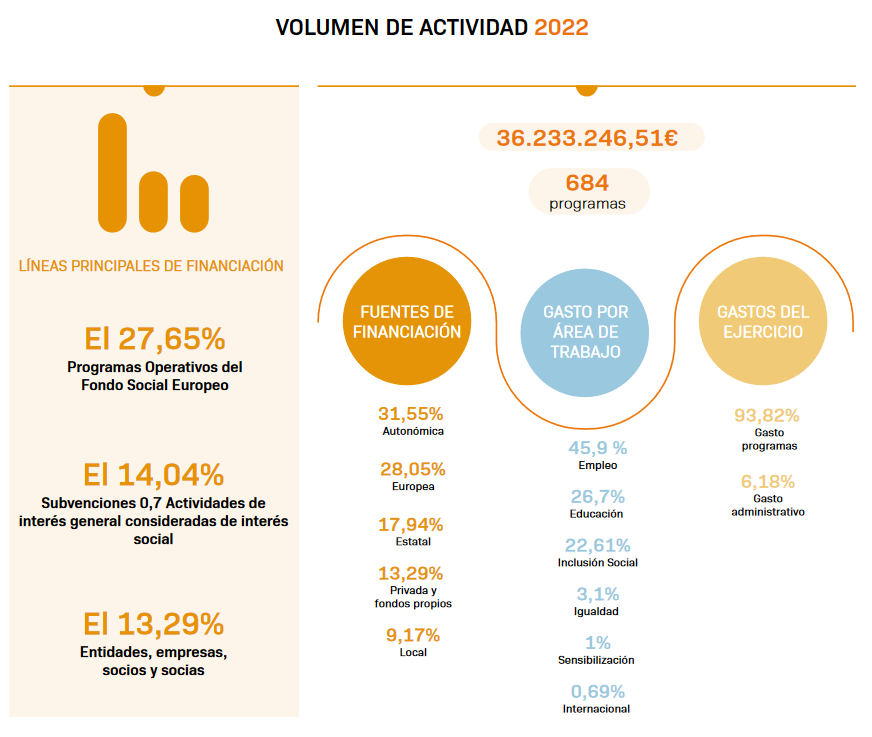 VOLUMEN DE ACTIVIDAD 2022
LÍNEAS PRINCIPALES DE FINANCIACIÓN
El 27,65%
Programas Operativos del
Fondo Social Europeo
El 14,04%
Subvenciones 0,7 Actividades de
interés general consideradas de interés
social
El 13,29%
Entidades, empresas,
socios y socias
36.233.246,51€
684
programas
FUENTES DE
FINANCIACIÓN
31,55%
Autonómica
28,05%
Europea
17,94%
Estatal
13,29%
Privada y
fondos propios
9,17%
Local
GASTO POR
ÁREA DE
TRABAJO
45,9 %
Empleo
26,7%
Educación
22,61%
Inclusión Social
3,1%
Igualdad
1%
Sensibilización
0,69%
Internacional
GASTOS DEL
EJERCICIO
93,82%
Gasto
programas
6,18%
Gasto
administrativo